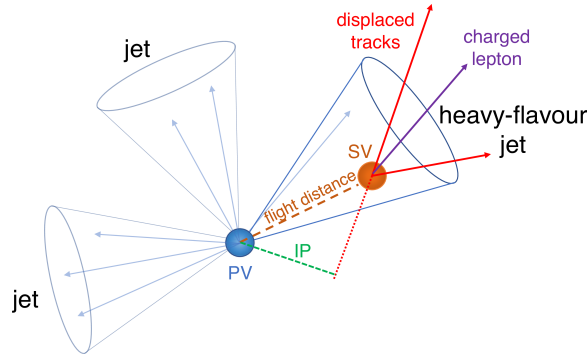 displaced
tracks
charged
lepton
jet
heavy-flavour
jet
SV
flight distance
IP
PV
jet